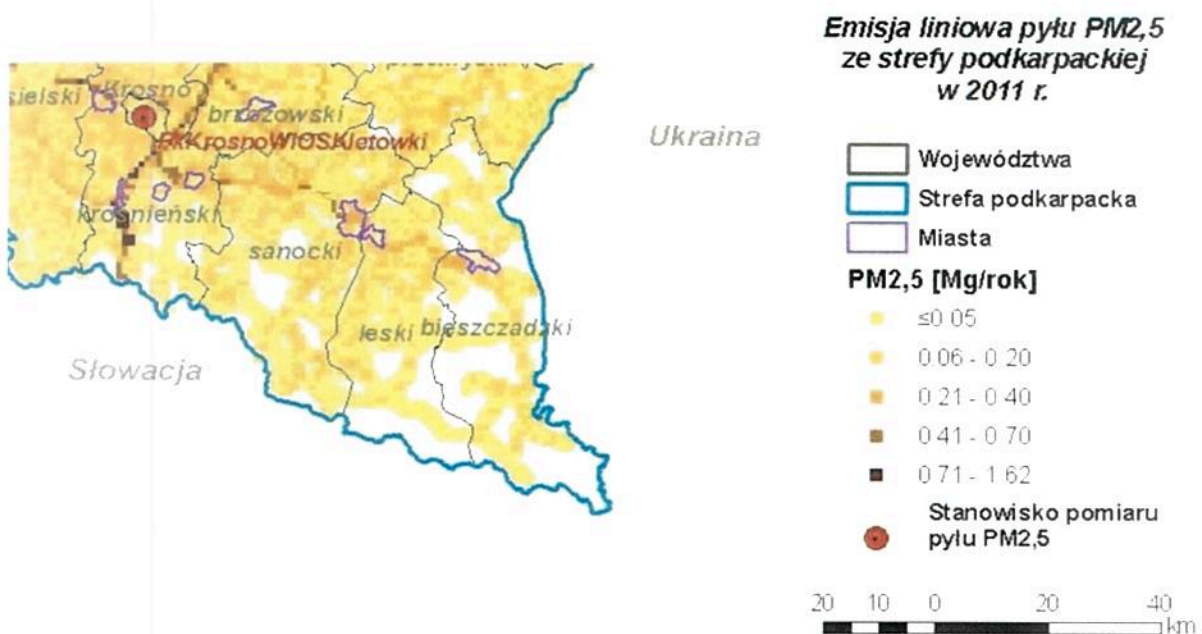 Emisja liniowa pyłu PM2,5
ze strefy podkarpackiej
w 2011 r.
Ukraina
Województwa
Strefa podkarpacka
Miasta
PM2,5 [Mg/rok]
≤0 05
0 06 - 0 20
0 21 - 0 40
0 41 - 0 70
0 71 - 1 62
Stanowisko pomiaru
pyłu PM2,5
20 10 0 20 40
km
sielski
Krosno
brzozowski
PkKrosnoWIOSKletowki
krośnieński
sanocki
leski
bieszczadzki
Słowacja